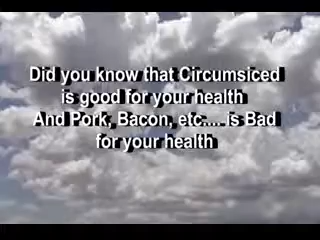 Did you know that Circumsiced
is good for your health
And Pork, Bacon, etc.... is Bad
for your health